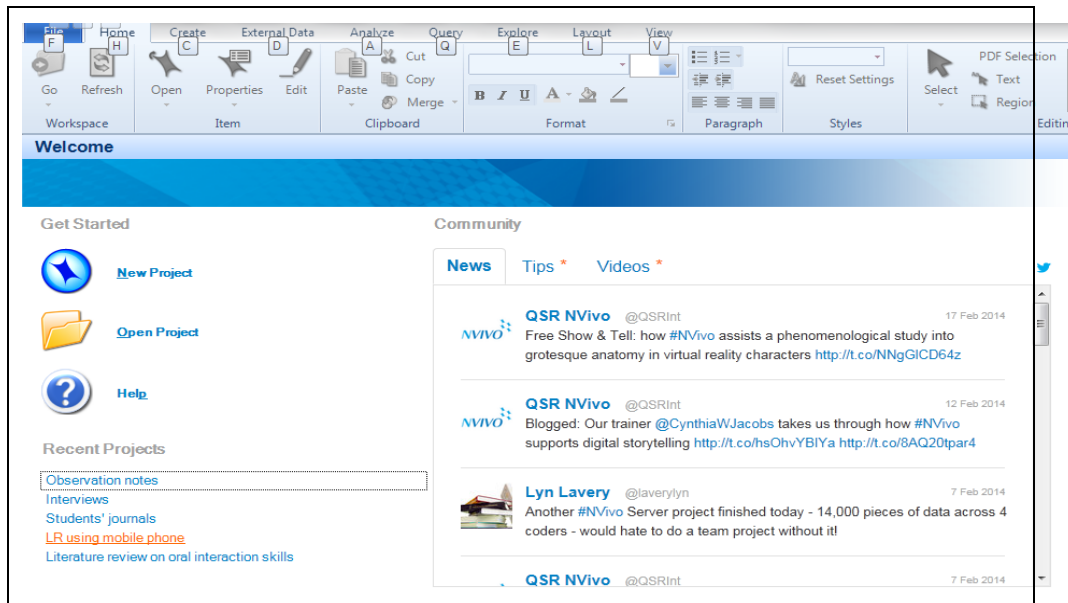 File Home Create External Data Analyze Query Explore Layout View
F H C D A Q E L V
Go Refresh Open Properties Edit Paste Cut Copy Merge B I U A Reset Settings Select PDF Selection Text Region
Workspace Item Clipboard Format Paragraph Styles Editin
Welcome
Get Started
New Project
Open Project
Help
Recent Projects
Observation notes
Interviews
Students' journals
LR using mobile phone
Literature review on oral interaction skills
Community
News Tips * Videos *
NVIVO
QSR NVivo @QSRInt 17 Feb 2014
Free Show & Tell: how #NVivo assists a phenomenological study into
grotesque anatomy in virtual reality characters http://t.co/NNgGlCD64z
NVIVO
QSR NVivo @QSRInt 12 Feb 2014
Blogged: Our trainer @CynthiaWJacobs takes us through how #NVivo
supports digital storytelling http://t.co/hsOhvYBIYa http://t.co/8AQ20tpar4
Lyn Lavery @laverylyn 7 Feb 2014
Another #NVivo Server project finished today - 14,000 pieces of data across 4
coders - would hate to do a team project without it!
QSR NVivo @QSRInt 7 Feb 2014